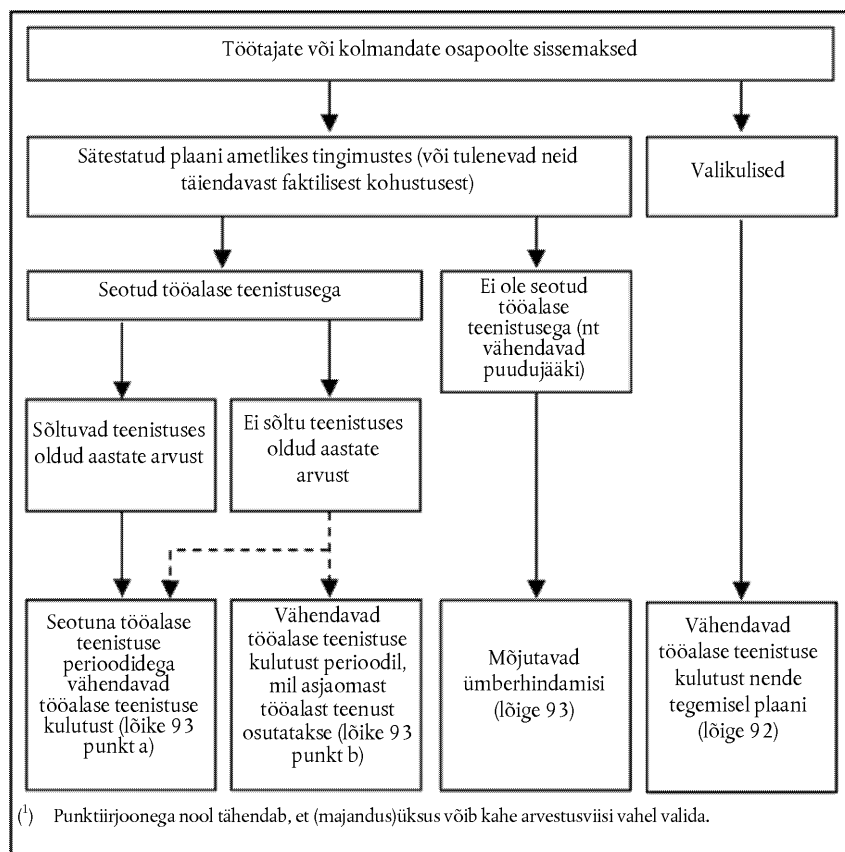 Töötajate või kolmandate osapoolte sissemaksed
Sätestatud plaani ametlikes tingimustes (või tulenevad neid
täiendavast faktilisest kohustusest)
Valikulised
Seotud tööalase teenistusega
Ei ole seotud
tööalase
teenistusega (nt
vähendavad
puudujääki)
Sõltuvad teenistuses
oldud aastate arvust
Ei sõltu teenistuses
oldud aastate
arvust
Seotuna tööalase
teenistuse
perioodidega
vähendavad
tööalase teenistuse
kulutust (lõike 93
punkt a)
Vähendavad
tööalase teenistuse
kulutust perioodil,
mil asjaomast
tööalast teenust
osutatakse (lõike 93
punkt b)
Mõjutavad
ümberhindamisi
(lõige 93)
Vähendavad
tööalase teenistuse
kulutust nende
tegemisel plaani
(lõige 92)
(1) Punktiirjoonega nool tähendab, et (majandus)üksus võib kahe arvestusviisi vahel valida.